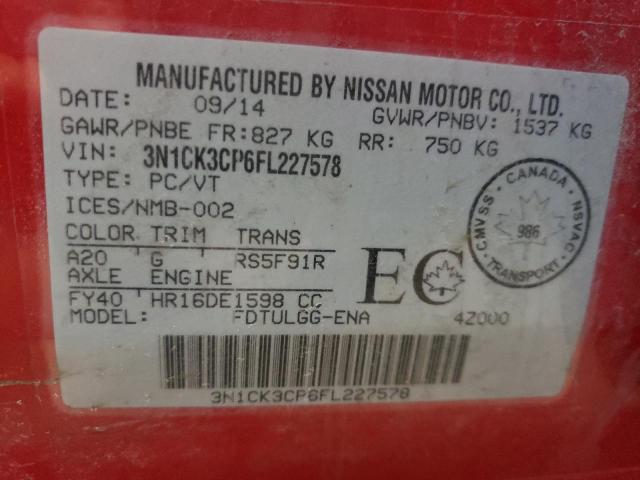 MANUFACTURED BY NISSAN MOTOR CO., LTD.
DATE: 09/14 GVWR/PNBV: 1537 KG
GAWR/PNBE FR:827 KG RR: 750 KG
VIN: 3N1CK3CP6FL227578
TYPE: PC/VT
ICES/NMB-002
CANADA
CMVSS NSVAC
986
TRANSPORT
COLOR TRIM TRANS
A20 G RS5F91R
AXLE ENGINE
EC
FY40 HR16DE1598 CC
MODEL: FDTULGG-ENA 4Z000
3N1CK3CP6FL227578